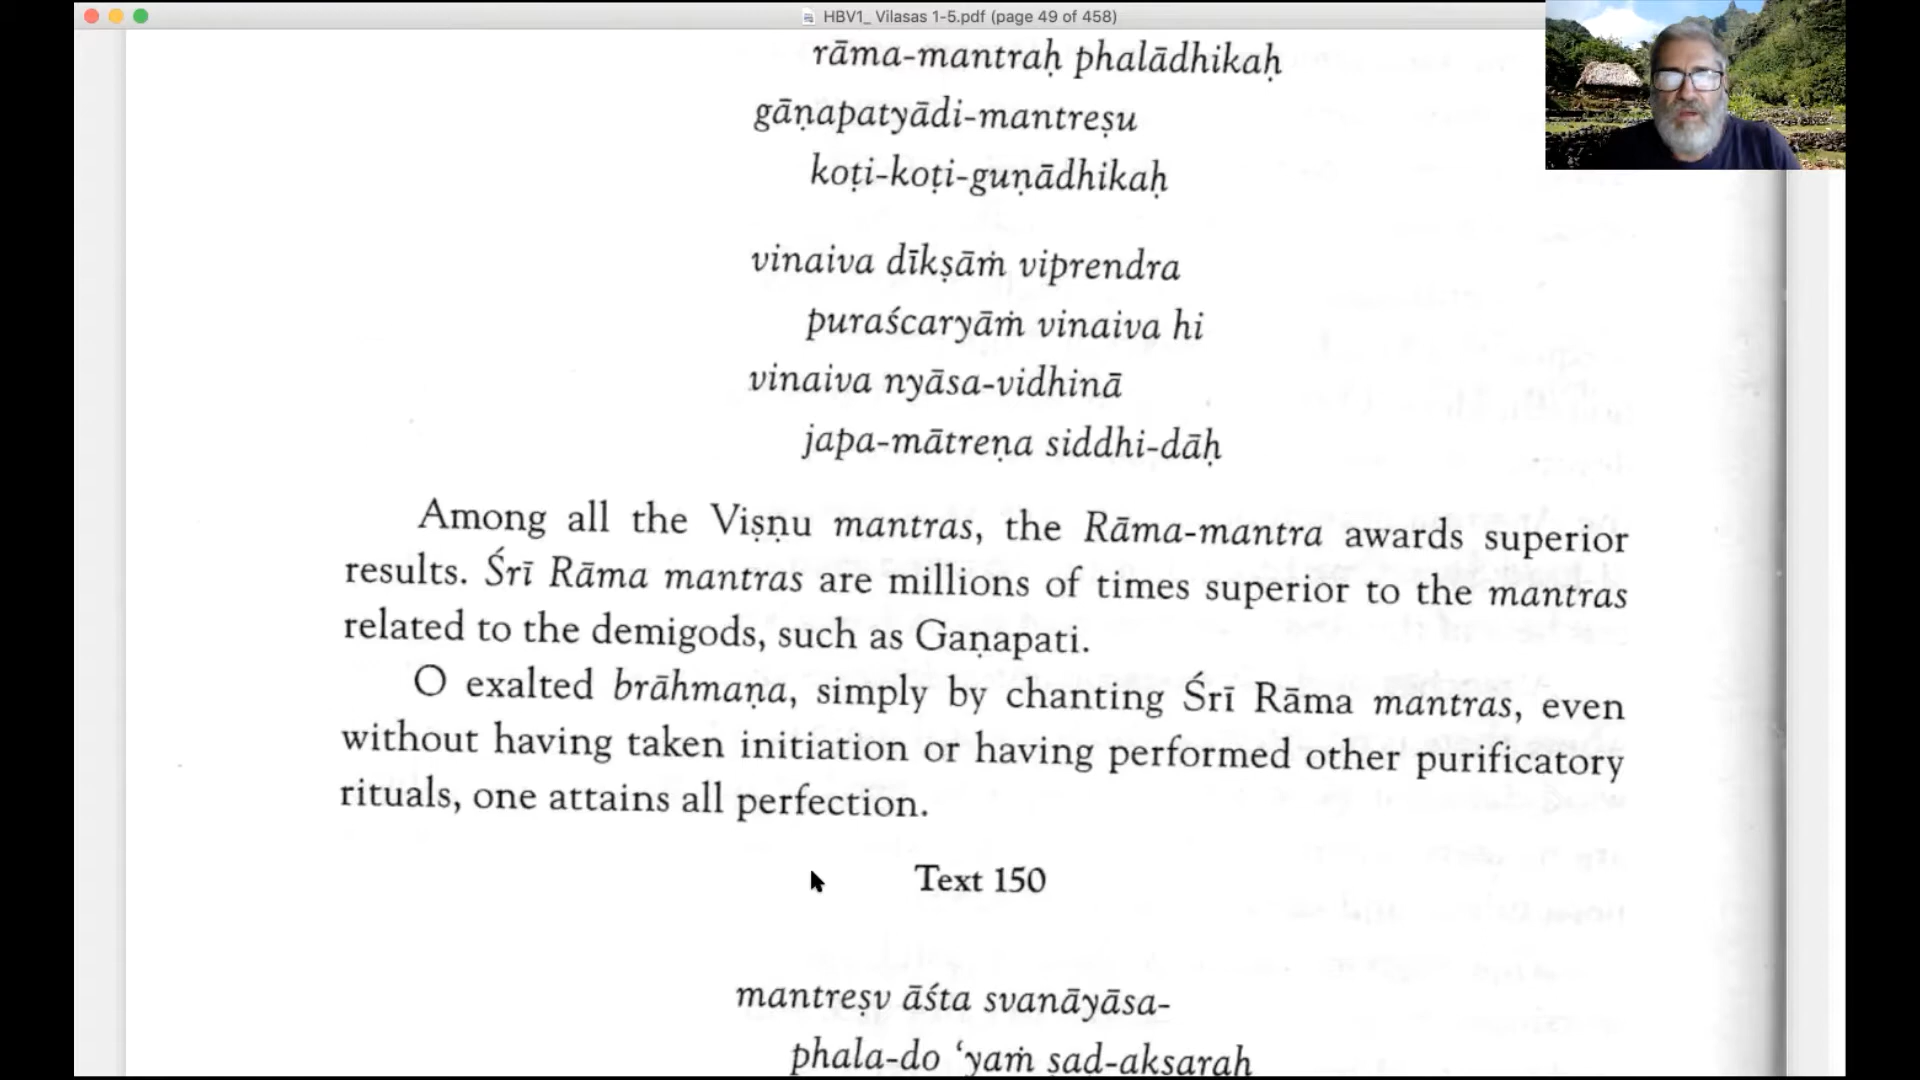 HBV1_ Vilasas 1-5.pdf (page 49 of 458)
rāma-mantraḥ phalādhikaḥ
gāṇapatyādi-mantreṣu
koṭi-koṭi-guṇādhikaḥ
vinaiva dīkṣāṁ viprendra
puraścaryāṁ vinaiva hi
vinaiva nyāsa-vidhinā
japa-mātreṇa siddhi-dāḥ
Among all the Viṣṇu mantras, the Rāma-mantra awards superior
results. Śrī Rāma mantras are millions of times superior to the mantras
related to the demigods, such as Gaṇapati.
O exalted brāhmaṇa, simply by chanting Śrī Rāma mantras, even
without having taken initiation or having performed other purificatory
rituals, one attains all perfection.
Text 150
mantreṣv āśta svanāyāsa-
phala-do ‘yaṁ ṣad-akṣaraḥ